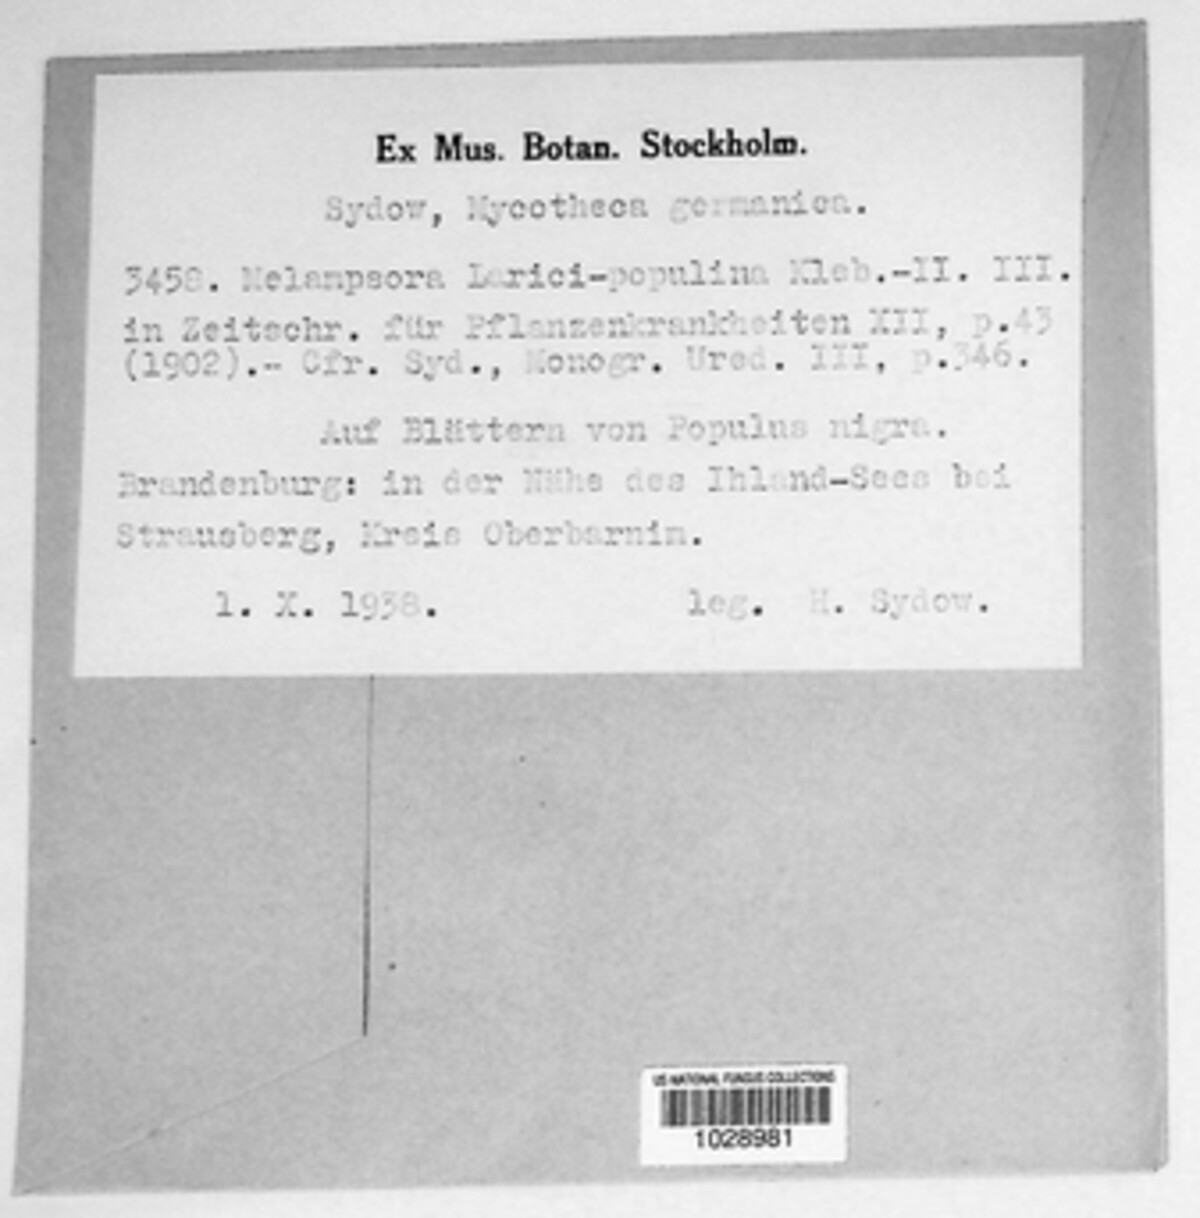 Ex Mus. Botan. Stockholm.
Sydow, Mycotheca germanica.
3458. Melampsora Larici-populina Kleb.-II. III.
in Zeitschr. für Pflanzenkrankheiten XII, p.43
(1902).- Cfr. Syd., Monogr. Ured. III, p.346.
Auf Blättern von Populus nigra.
Brandenburg: in der Nähe des Ihland-Sees bei
Strausberg, Kreis Oberbarnim.
1. X. 1938. leg. H. Sydow.
US NATIONAL FUNGUS COLLECTIONS
1028981